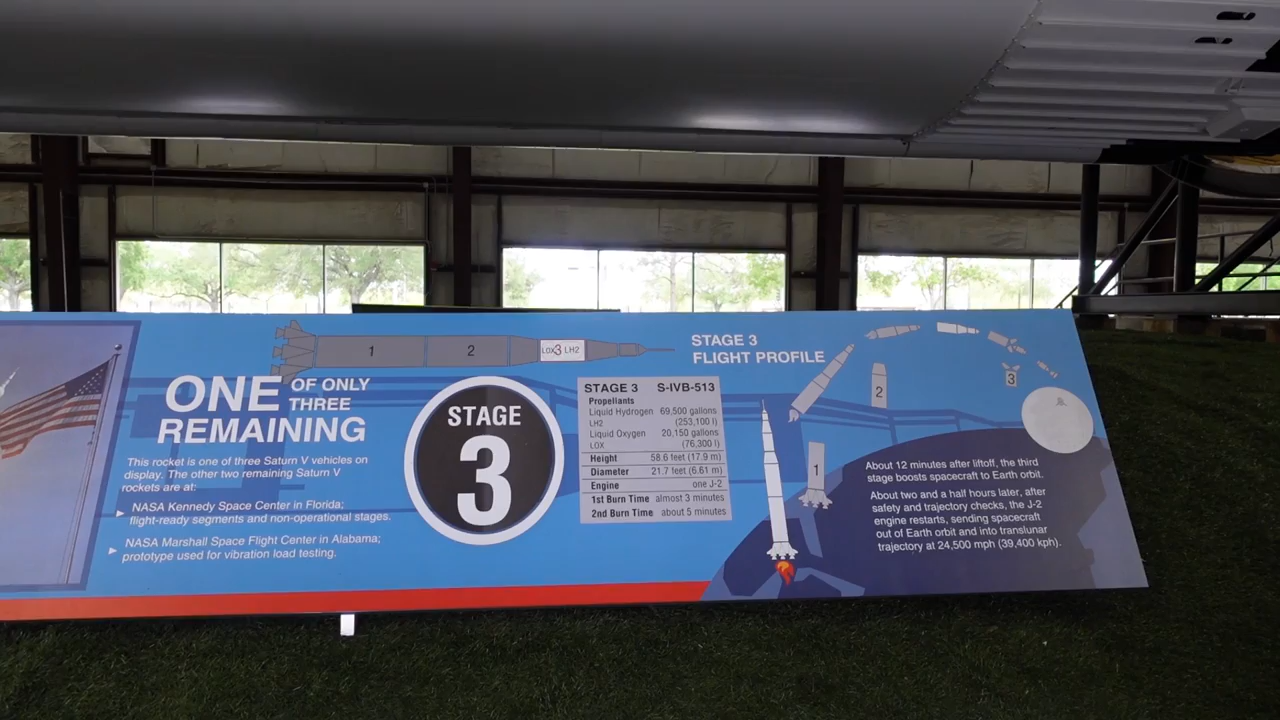 1
2
LOX 3 LH2
ONE OF ONLY
THREE
REMAINING
This rocket is one of three Saturn V vehicles on
display. The other two remaining Saturn V
rockets are at:
NASA Kennedy Space Center in Florida;
flight-ready segments and non-operational stages.
NASA Marshall Space Flight Center in Alabama;
prototype used for vibration load testing.
STAGE
3
STAGE 3 S-IVB-513
Propellants
Liquid Hydrogen 69,500 gallons
LH2 (253,100 l)
Liquid Oxygen 20,150 gallons
LOX (76,300 l)
Height 58.6 feet (17.9 m)
Diameter 21.7 feet (6.61 m)
Engine one J-2
1st Burn Time almost 3 minutes
2nd Burn Time about 5 minutes
STAGE 3
FLIGHT PROFILE
1
2
3
About 12 minutes after liftoff, the third
stage boosts spacecraft to Earth orbit.
About two and a half hours later, after
safety and trajectory checks, the J-2
engine restarts, sending spacecraft
out of Earth orbit and into translunar
trajectory at 24,500 mph (39,400 kph).